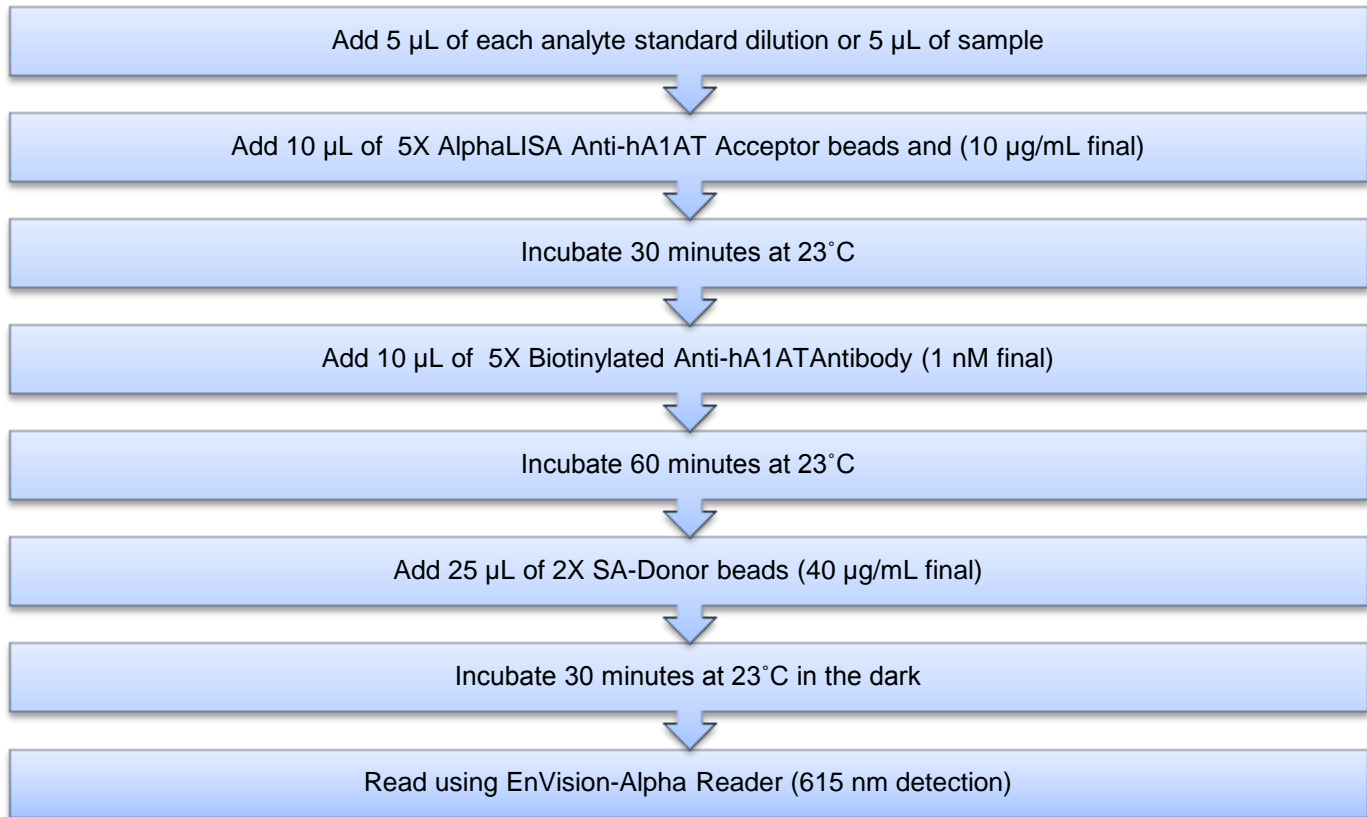 Add 5 µL of each analyte standard dilution or 5 µL of sample
Add 10 µL of  5X AlphaLISA Anti-hA1AT Acceptor beads and (10 µg/mL final)
Incubate 30 minutes at 23˚C
Add 10 µL of  5X Biotinylated Anti-hA1ATAntibody (1 nM final)
Incubate 60 minutes at 23˚C
Add 25 µL of 2X SA-Donor beads (40 µg/mL final)
Incubate 30 minutes at 23˚C in the dark
Read using EnVision-Alpha Reader (615 nm detection)